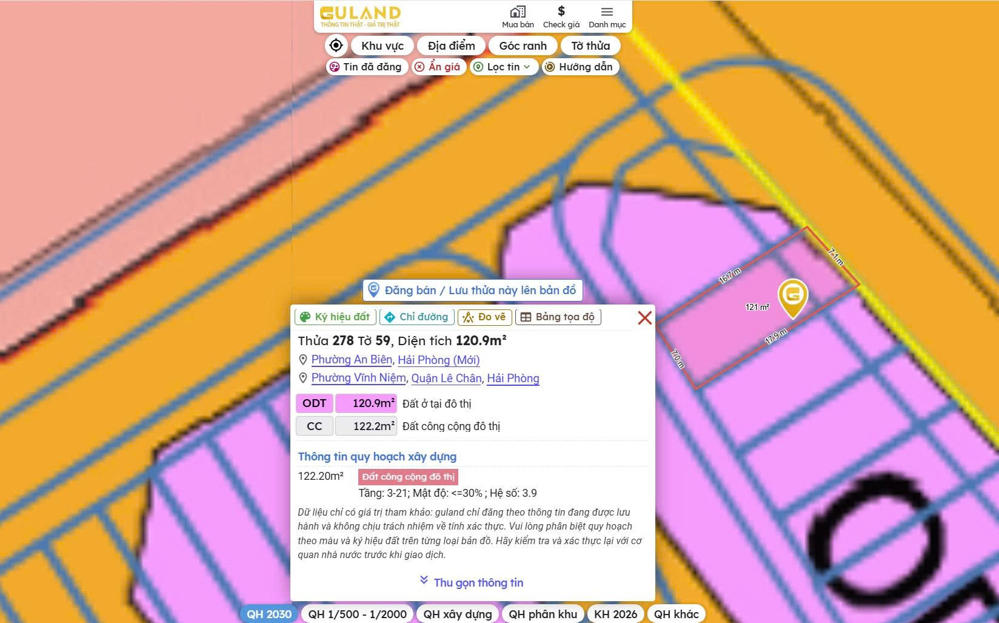 GULAND
THÔNG TIN THẬT - GIÁ TRỊ THẬT
Mua bán
$
Check giá
Danh mục
Khu vực
Địa điểm
Góc ranh
Tờ thửa
Tin đã đăng
Ẩn giá
Lọc tin
Hướng dẫn
7.1 m
16.7 m
121 m²
17.9 m
7.0 m
Đăng bán / Lưu thửa này lên bản đồ
Ký hiệu đất
Chỉ đường
Đo vẽ
Bảng tọa độ
Thửa 278 Tờ 59, Diện tích 120.9m²
Phường An Biên, Hải Phòng (Mới)
Phường Vĩnh Niệm, Quận Lê Chân, Hải Phòng
ODT 120.9m² Đất ở tại đô thị
CC 122.2m² Đất công cộng đô thị
Thông tin quy hoạch xây dựng
122.20m² Đất công cộng đô thị
Tầng: 3-21; Mật độ: <=30% ; Hệ số: 3.9
Dữ liệu chỉ có giá trị tham khảo: guland chỉ đăng theo thông tin đang được lưu
hành và không chịu trách nhiệm về tính xác thực. Vui lòng phân biệt quy hoạch
theo màu và ký hiệu đất trên từng loại bản đồ. Hãy kiểm tra và xác thực lại với cơ
quan nhà nước trước khi giao dịch.
Thu gọn thông tin
QH 2030
QH 1/500 - 1/2000
QH xây dựng
QH phân khu
KH 2026
QH khác